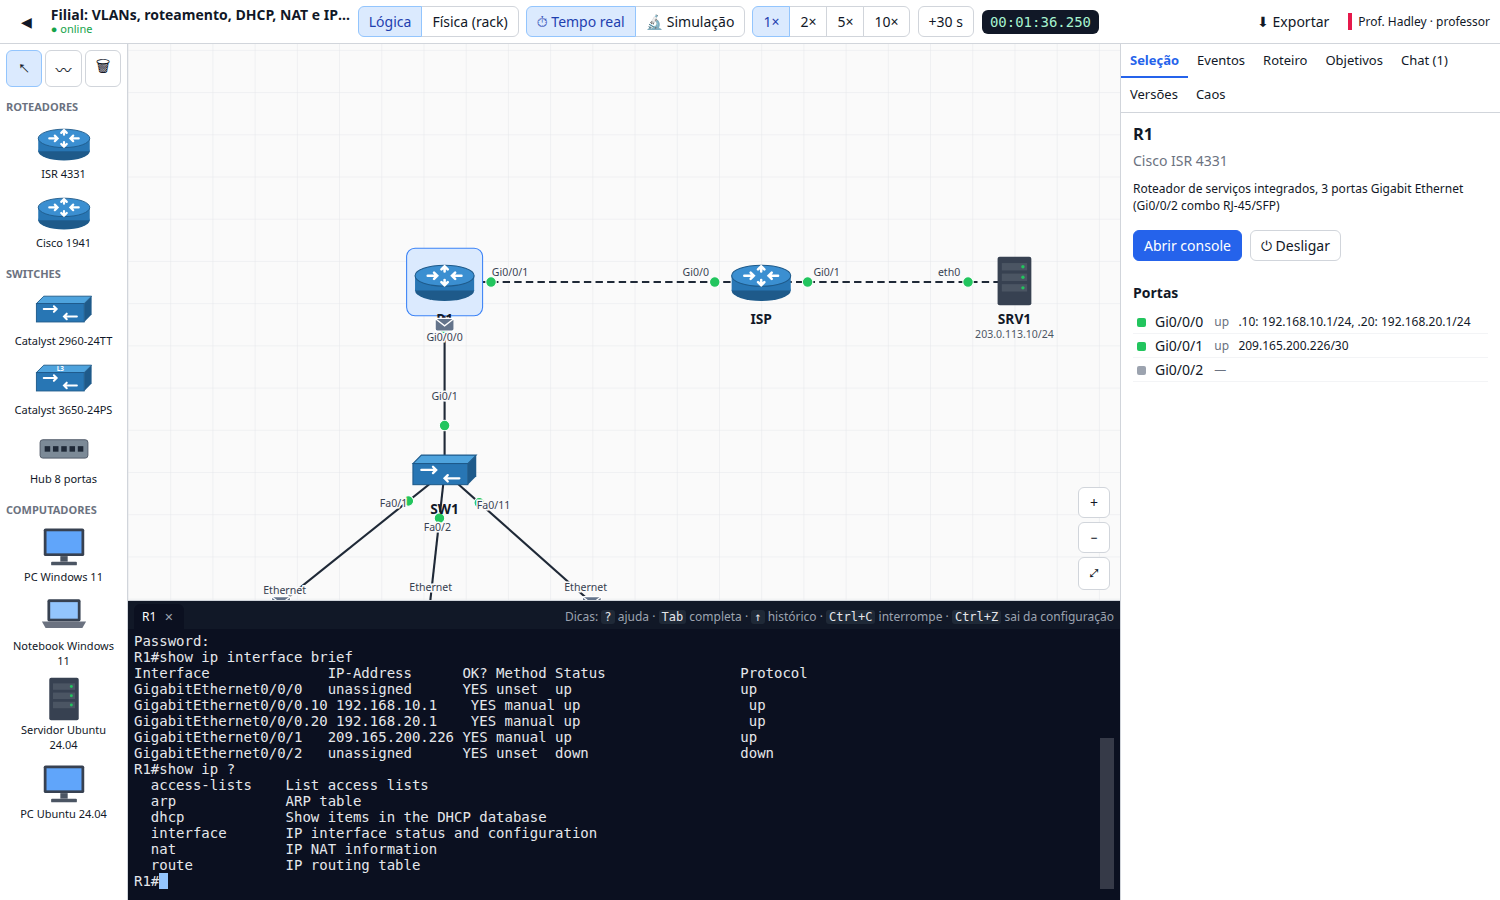 ◀ Filial: VLANs, roteamento, DHCP, NAT e IP… Lógica Física (rack) ⏱ Tempo real 🔬 Simulação 1× 2× 5× 10× +30 s 00:01:36.250 ⬇ Exportar Prof. Hadley · professor
● online
Seleção Eventos Roteiro Objetivos Chat (1)
Versões Caos
ROTEADORES
ISR 4331
Cisco 1941
SWITCHES
Catalyst 2960-24TT
L3
Catalyst 3650-24PS
Hub 8 portas
COMPUTADORES
PC Windows 11
Notebook Windows
11
Servidor Ubuntu
24.04
PC Ubuntu 24.04
Gi0/0/1 Gi0/0 Gi0/1 eth0
ISP SRV1
203.0.113.10/24
Gi0/0/0
Gi0/1
Fa0/1 SW1 Fa0/11
Fa0/2
Ethernet Ethernet Ethernet
+
−
⤢
R1
Cisco ISR 4331
Roteador de serviços integrados, 3 portas Gigabit Ethernet
(Gi0/0/2 combo RJ-45/SFP)
Abrir console ⏻ Desligar
Portas
Gi0/0/0 up .10: 192.168.10.1/24, .20: 192.168.20.1/24
Gi0/0/1 up 209.165.200.226/30
Gi0/0/2 —
R1 × Dicas: ? ajuda · Tab completa · ↑ histórico · Ctrl+C interrompe · Ctrl+Z sai da configuração
Password:
R1#show ip interface brief
Interface              IP-Address      OK? Method Status                Protocol
GigabitEthernet0/0/0   unassigned      YES unset  up                    up
GigabitEthernet0/0/0.10 192.168.10.1    YES manual up                    up
GigabitEthernet0/0/0.20 192.168.20.1    YES manual up                    up
GigabitEthernet0/0/1   209.165.200.226 YES manual up                    up
GigabitEthernet0/0/2   unassigned      YES unset  down                  down
R1#show ip ?
  access-lists    List access lists
  arp             ARP table
  dhcp            Show items in the DHCP database
  interface       IP interface status and configuration
  nat             IP NAT information
  route           IP routing table
R1#